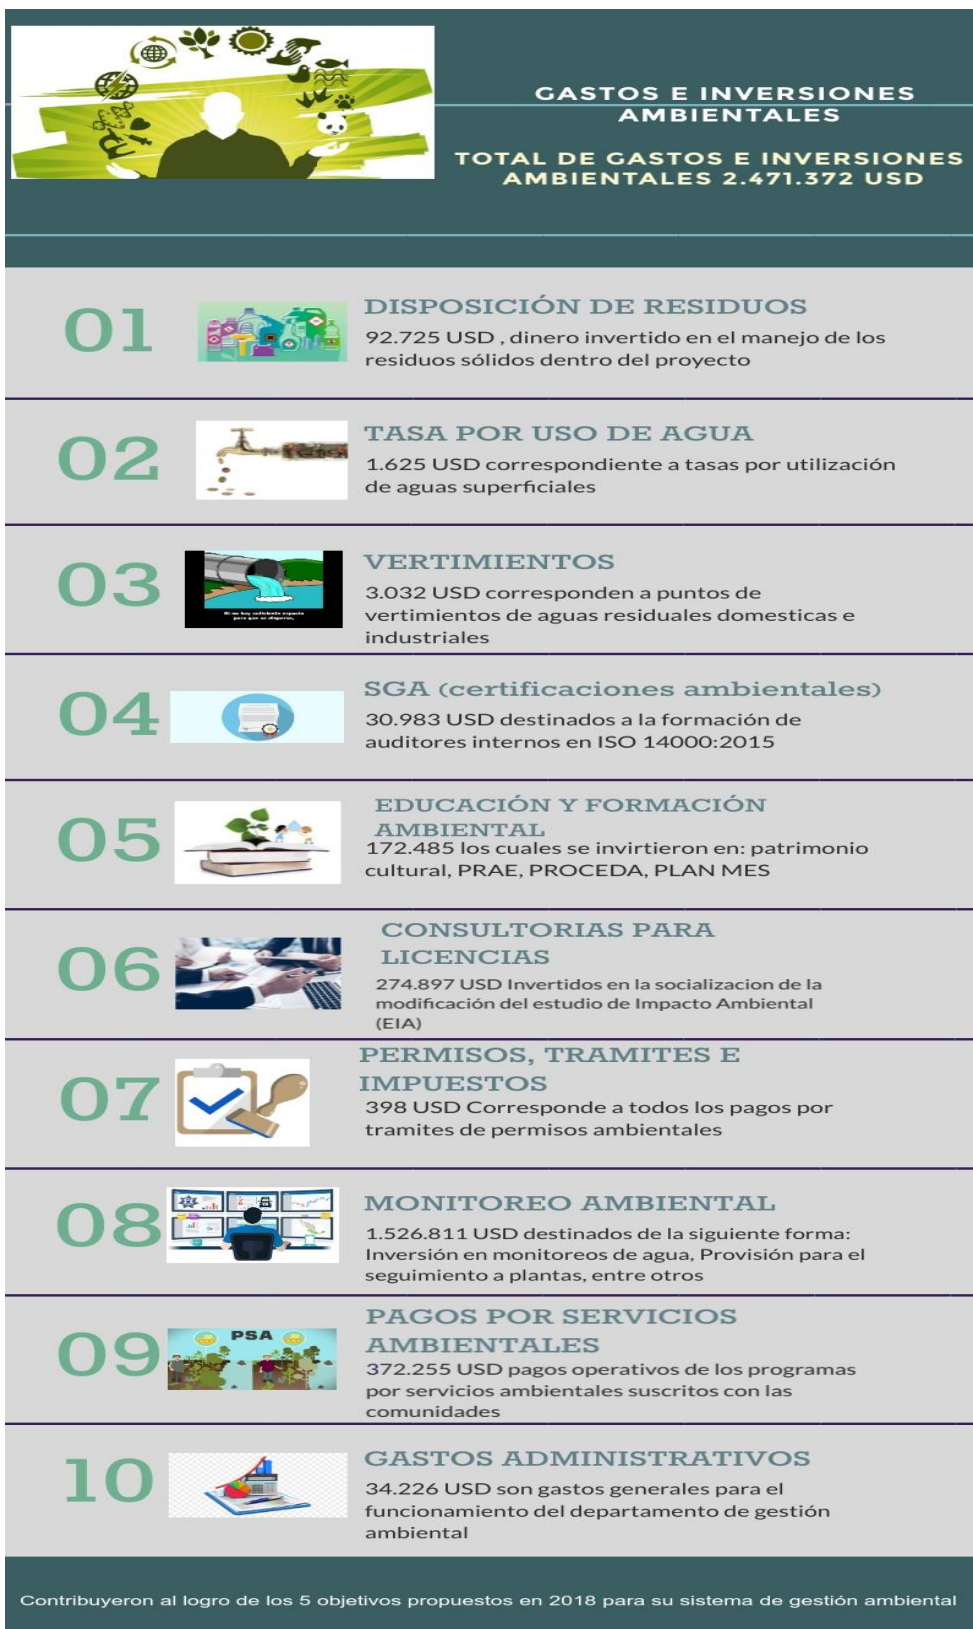 GASTOS E INVERSIONES
AMBIENTALES
TOTAL DE GASTOS E INVERSIONES
AMBIENTALES 2.471.372 USD
01
DISPOSICIÓN DE RESIDUOS
92.725 USD , dinero invertido en el manejo de los
residuos sólidos dentro del proyecto
02
TASA POR USO DE AGUA
1.625 USD correspondiente a tasas por utilización
de aguas superficiales
03
Si no hay suficiente espacio
para que se disperse,
VERTIMIENTOS
3.032 USD corresponden a puntos de
vertimientos de aguas residuales domesticas e
industriales
04
SGA (certificaciones ambientales)
30.983 USD destinados a la formación de
auditores internos en ISO 14000:2015
05
EDUCACIÓN Y FORMACIÓN
AMBIENTAL
172.485 los cuales se invirtieron en: patrimonio
cultural, PRAE, PROCEDA, PLAN MES
06
CONSULTORIAS PARA
LICENCIAS
274.897 USD Invertidos en la socializacion de la
modificación del estudio de Impacto Ambiental
(EIA)
07
PERMISOS, TRAMITES E
IMPUESTOS
398 USD Corresponde a todos los pagos por
tramites de permisos ambientales
08
MONITOREO AMBIENTAL
1.526.811 USD destinados de la siguiente forma:
Inversión en monitoreos de agua, Provisión para el
seguimiento a plantas, entre otros
09
PSA
PAGOS POR SERVICIOS
AMBIENTALES
372.255 USD pagos operativos de los programas
por servicios ambientales suscritos con las
comunidades
10
GASTOS ADMINISTRATIVOS
34.226 USD son gastos generales para el
funcionamiento del departamento de gestión
ambiental
Contribuyeron al logro de los 5 objetivos propuestos en 2018 para su sistema de gestión ambiental